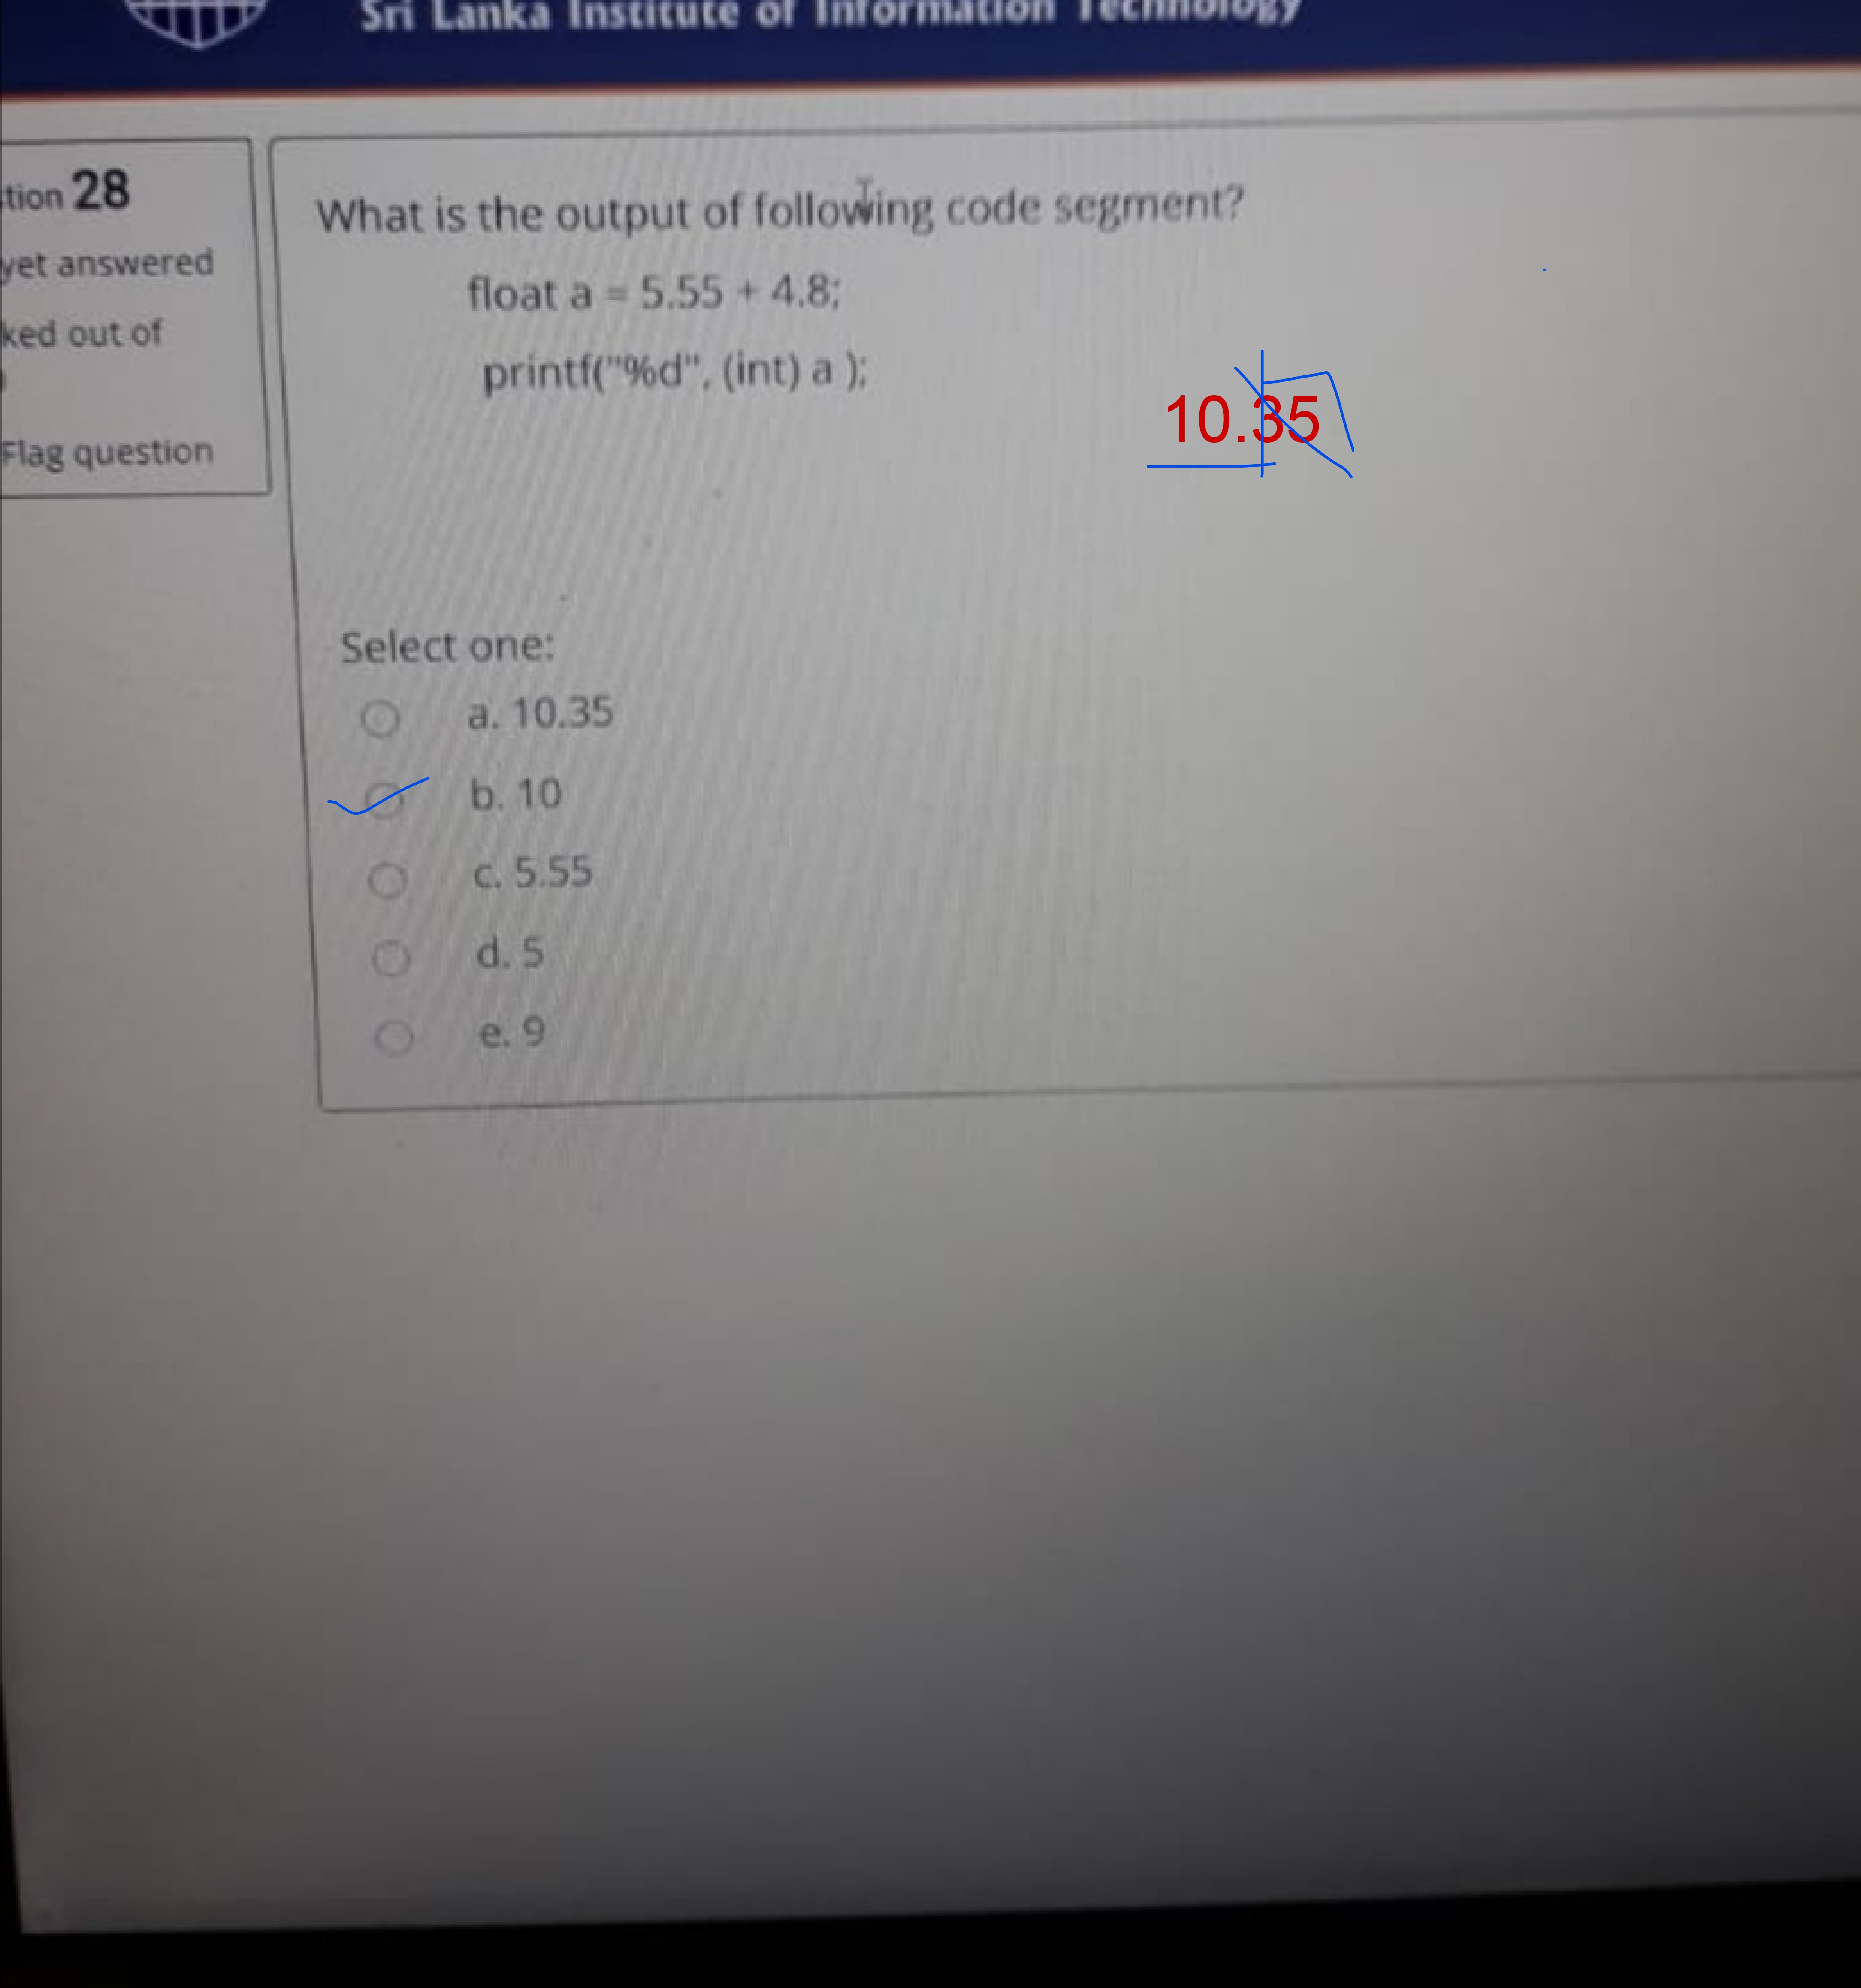 Sri Lanka Institute of Information Technology
tion 28
yet answered
ked out of
Flag question
What is the output of following code segment?
float a = 5.55 + 4.8;
printf("%d", (int) a );
10.35
Select one:
a. 10.35
b. 10
c. 5.55
d. 5
e. 9